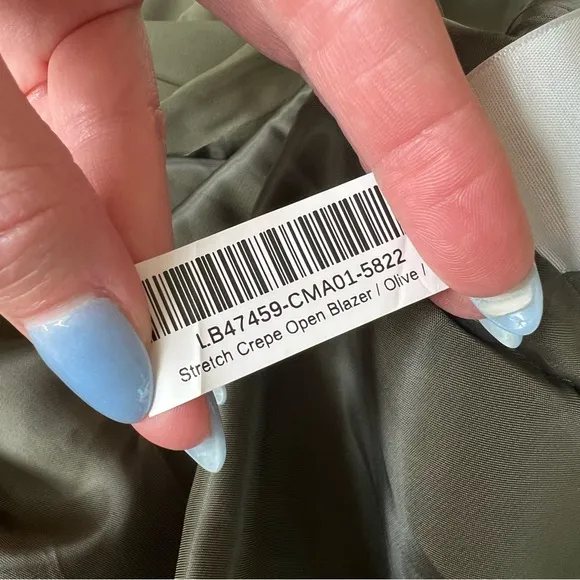 LB47459-CMA01-5822
Stretch Crepe Open Blazer / Olive /